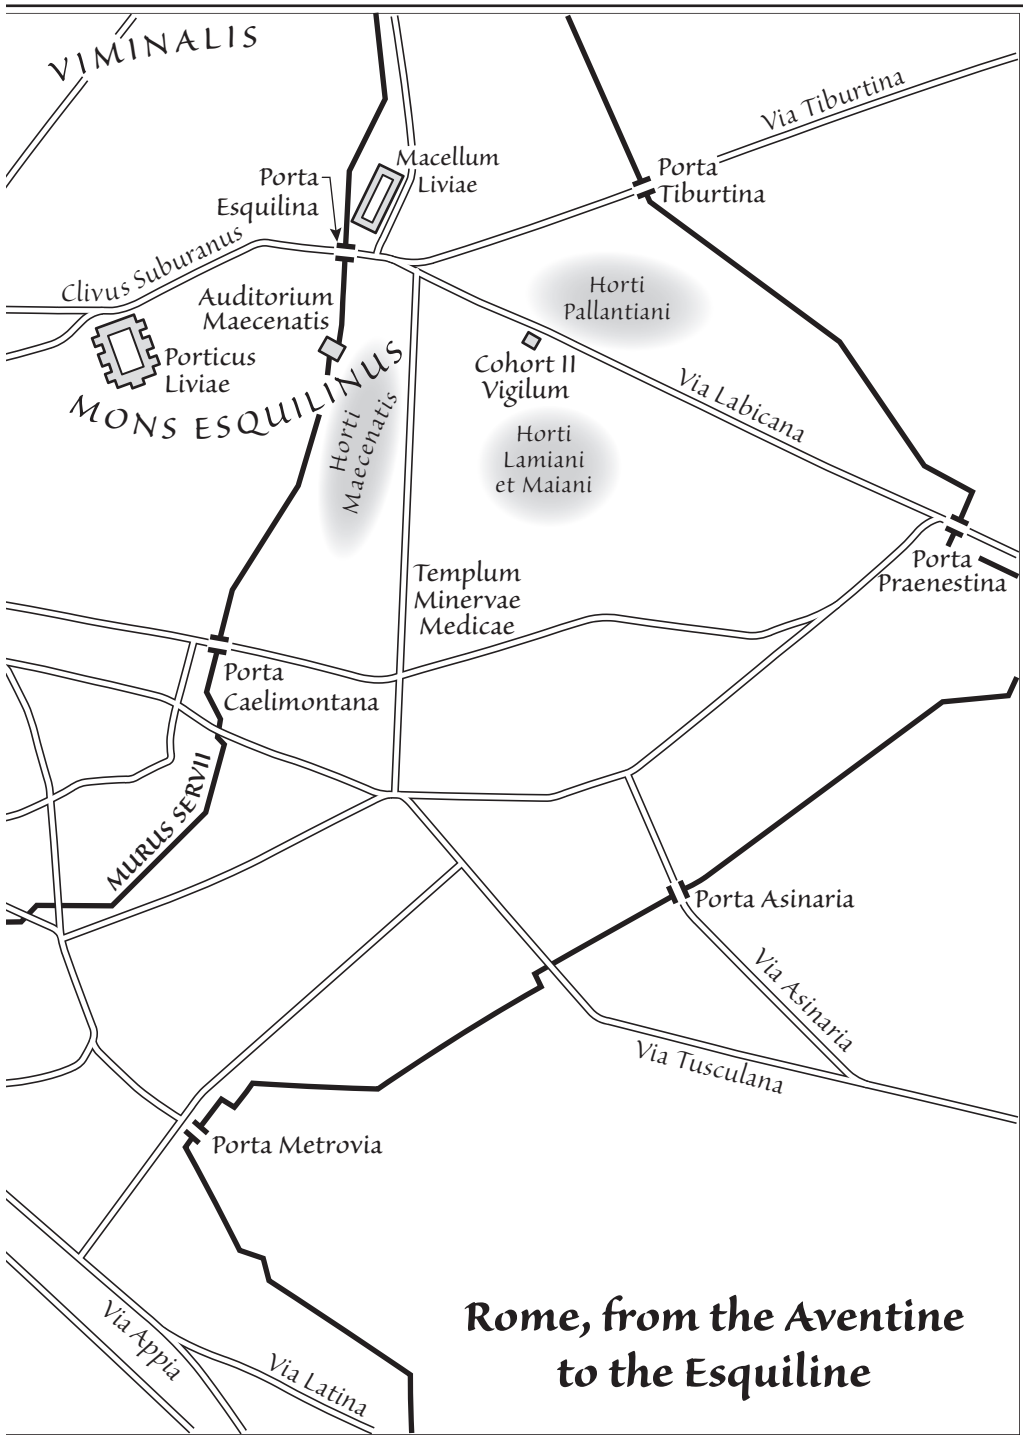 VIMINALIS
Via Tiburtina
Macellum
Liviae
Porta
Esquilina
Porta
Tiburtina
Clivus Suburanus
Auditorium
Maecenatis
Horti
Pallantiani
Porticus
Liviae
Cohort II
Vigilum
MONS ESQUILINUS
Horti
Maecenatis
Via Labicana
Horti
Lamiani
et Maiani
Porta
Praenestina
Templum
Minervae
Medicae
Porta
Caelimontana
MURUS SERVII
Porta Asinaria
Via Asinaria
Via Tusculana
Porta Metrovia
Via Appia
Via Latina
Rome, from the Aventine
to the Esquiline